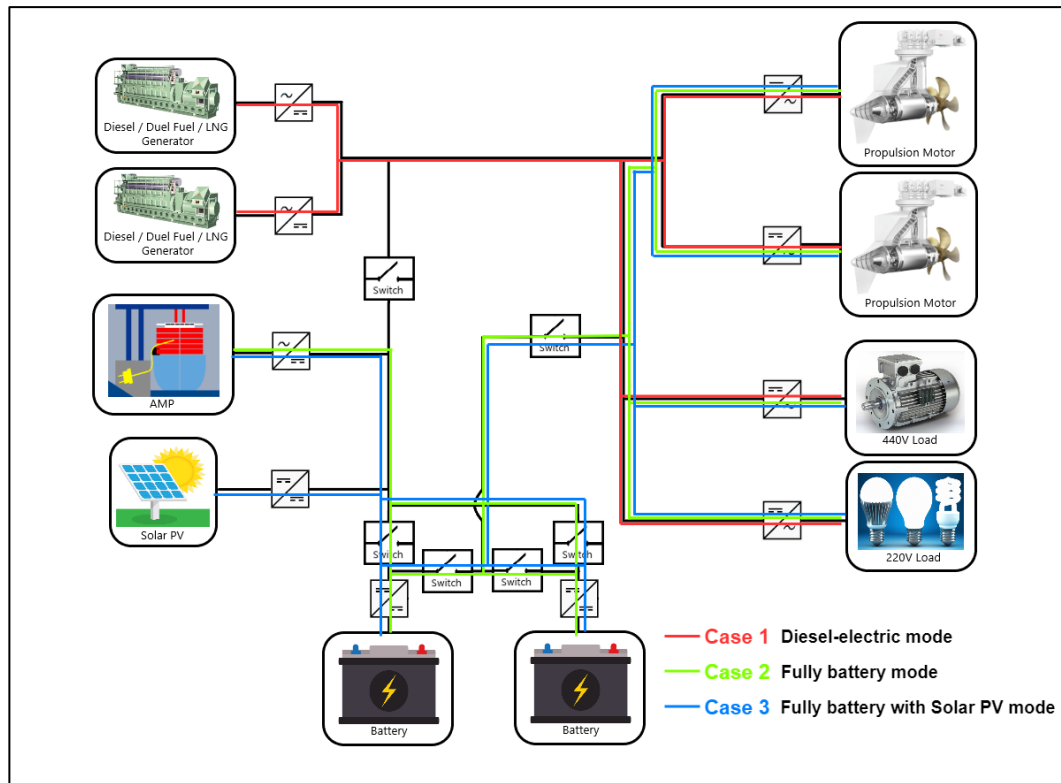 Diesel / Duel Fuel / LNG
Generator
Diesel / Duel Fuel / LNG
Generator
AMP
Solar PV
Switch
Switch
Switch
Switch
Switch
Switch
Battery
Battery
Propulsion Motor
Propulsion Motor
440V Load
220V Load
Case 1 Diesel-electric mode
Case 2 Fully battery mode
Case 3 Fully battery with Solar PV mode